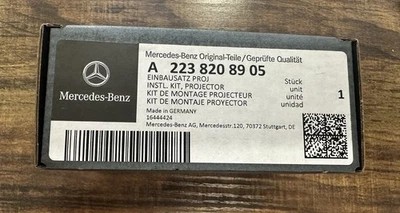 Mercedes-Benz Original-Teile/Geprüfte Qualität
A 223 820 89 05
EINBAUSATZ PROJ
INSTL. KIT, PROJECTOR
KIT DE MONTAGE PROJECTEUR
KIT DE MONTAJE PROYECTOR
Stück
unit
unité
unidad
1
Made in GERMANY
16444424
Mercedes-Benz AG, Mercedesstr.120, 70372 Stuttgart, DE
Mercedes-Benz